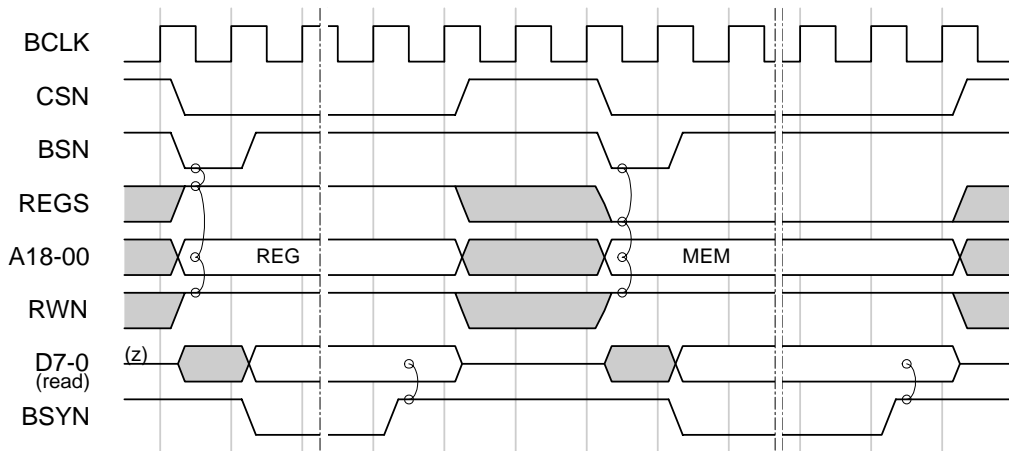 BCLK
CSN
BSN
REGS
A18-00 REG MEM
RWN
D7-0 (z)
(read)
BSYN